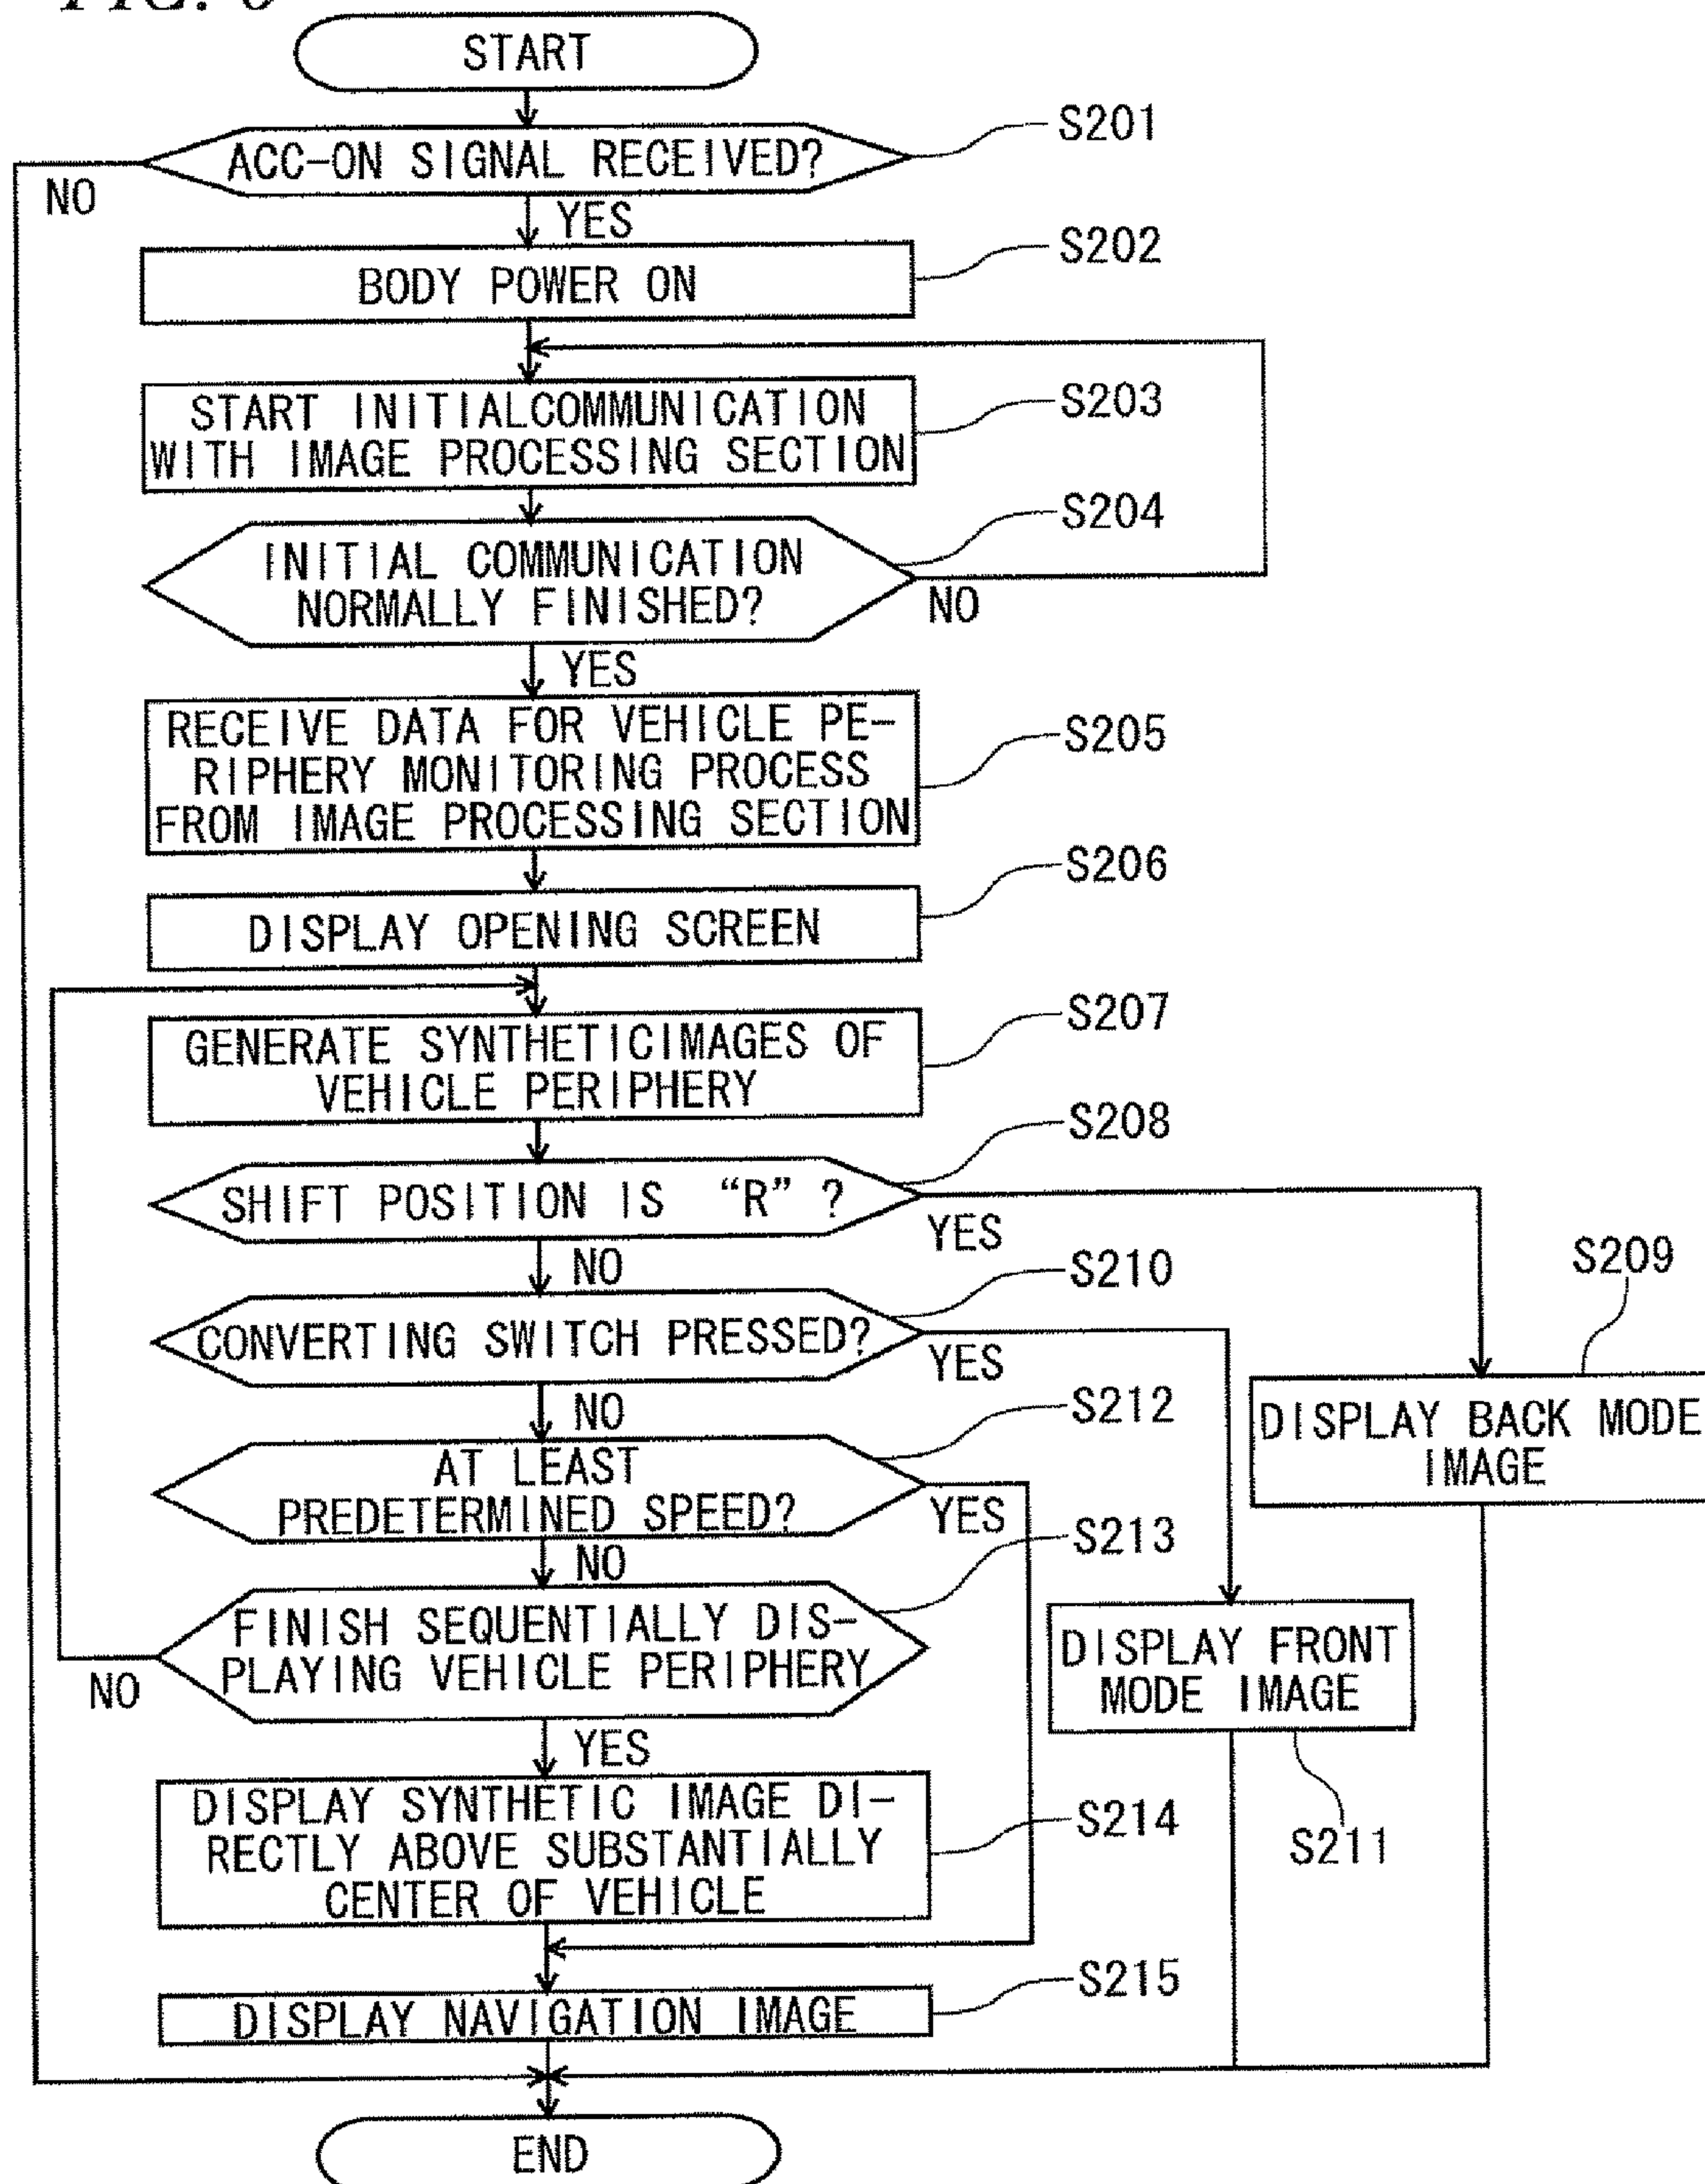 START
ACC-ON SIGNAL RECEIVED?
S201
NO
YES
BODY POWER ON
S202
START INITIALCOMMUNICATION
WITH IMAGE PROCESSING SECTION
S203
INITIAL COMMUNICATION
NORMALLY FINISHED?
S204
NO
YES
RECEIVE DATA FOR VEHICLE PE-
RIPHERY MONITORING PROCESS
FROM IMAGE PROCESSING SECTION
S205
DISPLAY OPENING SCREEN
S206
GENERATE SYNTHETICIMAGES OF
VEHICLE PERIPHERY
S207
SHIFT POSITION IS “R” ?
S208
YES
NO
DISPLAY BACK MODE
IMAGE
S209
CONVERTING SWITCH PRESSED?
S210
YES
NO
DISPLAY FRONT
MODE IMAGE
S211
AT LEAST
PREDETERMINED SPEED?
S212
YES
NO
FINISH SEQUENTIALLY DIS-
PLAYING VEHICLE PERIPHERY
S213
NO
YES
DISPLAY SYNTHETIC IMAGE DI-
RECTLY ABOVE SUBSTANTIALLY
CENTER OF VEHICLE
S214
DISPLAY NAVIGATION IMAGE
S215
END